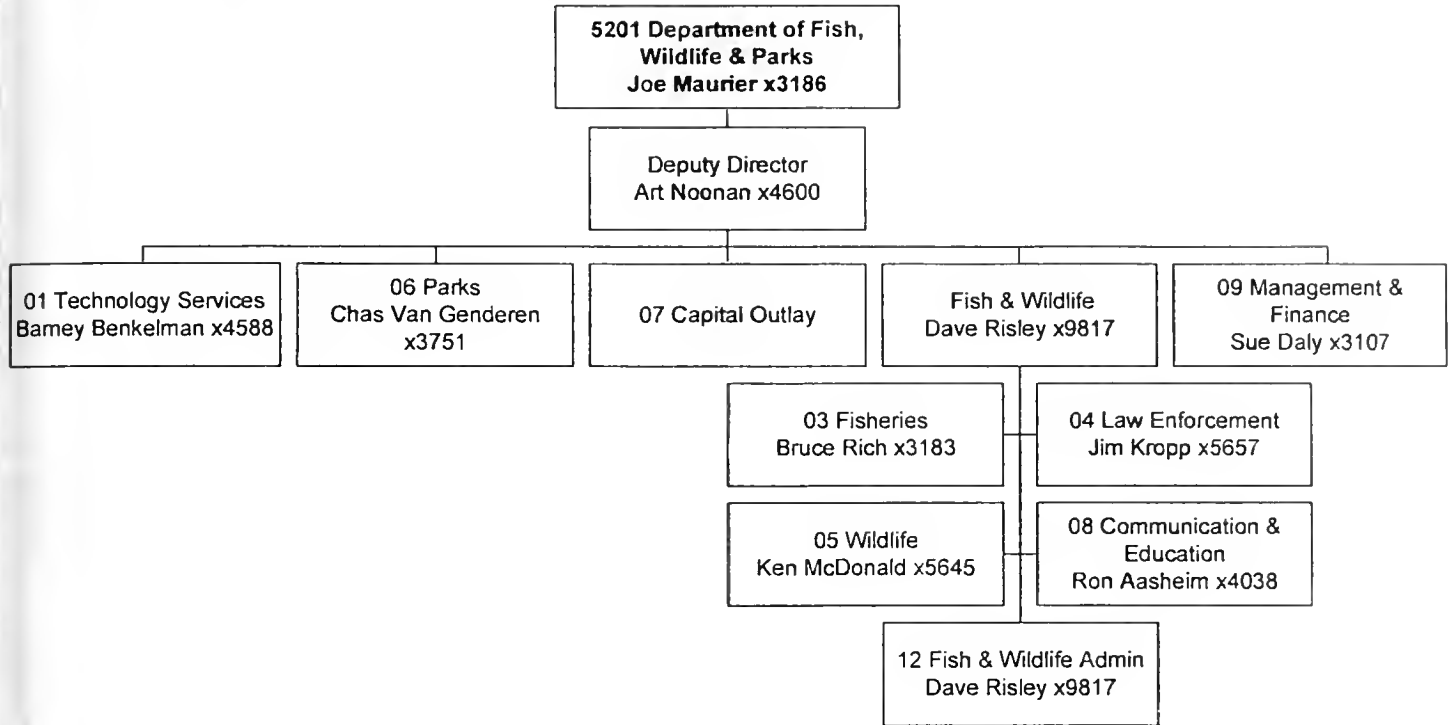 5201 Department of Fish,
Wildlife & Parks
Joe Maurier x3186
Deputy Director
Art Noonan x4600
01 Technology Services
Barney Benkelman x4588
06 Parks
Chas Van Genderen
x3751
07 Capital Outlay
Fish & Wildlife
Dave Risley x9817
09 Management &
Finance
Sue Daly x3107
03 Fisheries
Bruce Rich x3183
04 Law Enforcement
Jim Kropp x5657
05 Wildlife
Ken McDonald x5645
08 Communication &
Education
Ron Aasheim x4038
12 Fish & Wildlife Admin
Dave Risley x9817